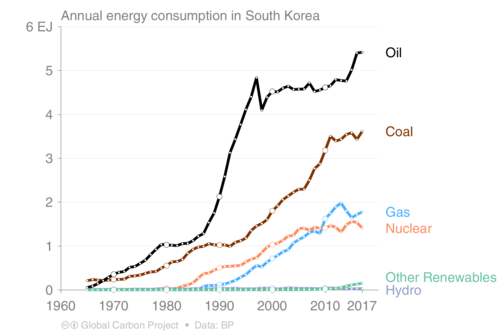 Annual energy consumption in South Korea
6 EJ
5
4
3
2
1
0
Oil
Coal
Gas
Nuclear
Other Renewables
Hydro
1960 1970 1980 1990 2000 2010 2017
Global Carbon Project • Data: BP